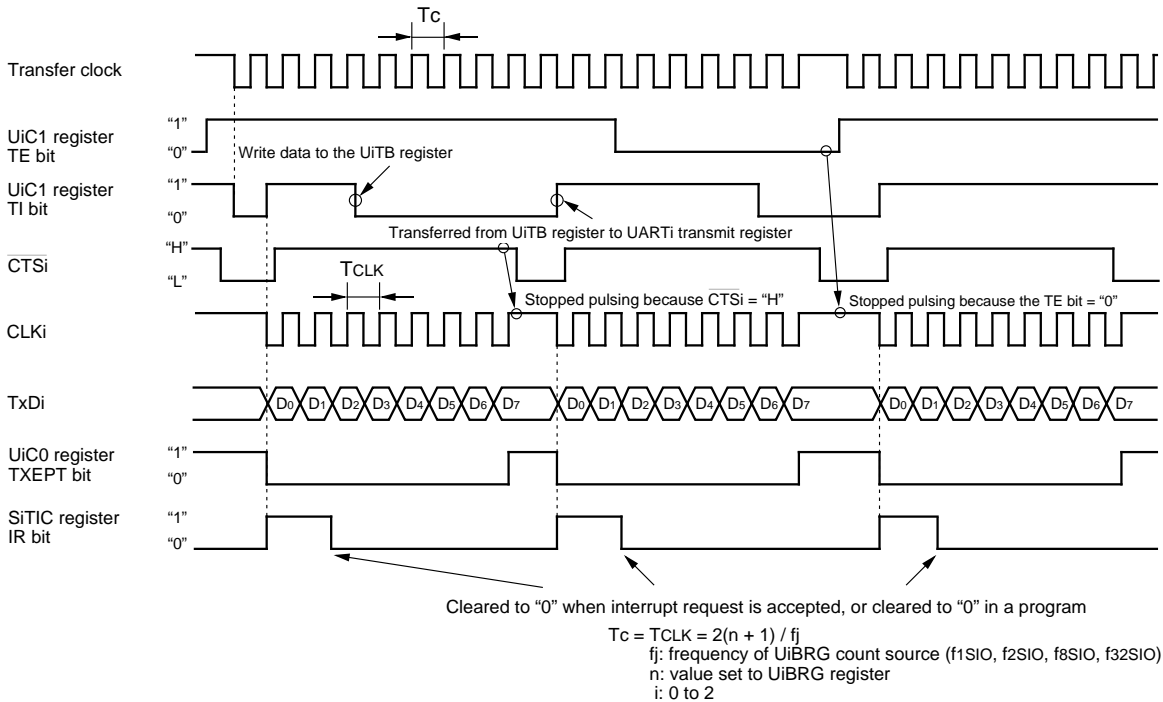 Tc
Transfer clock
UiC1 register
TE bit
“1”
“0”
Write data to the UiTB register
UiC1 register
TI bit
“1”
“0”
Transferred from UiTB register to UARTi transmit register
CTSi
“H”
“L”
TCLK
Stopped pulsing because CTSi = “H”
Stopped pulsing because the TE bit = “0”
CLKi
TxDi
D0 D1 D2 D3 D4 D5 D6 D7 D0 D1 D2 D3 D4 D5 D6 D7 D0 D1 D2 D3 D4 D5 D6 D7
UiC0 register
TXEPT bit
“1”
“0”
SiTIC register
IR bit
“1”
“0”
Cleared to “0” when interrupt request is accepted, or cleared to “0” in a program
Tc = TCLK = 2(n + 1) / fj
fj: frequency of UiBRG count source (f1SIO, f2SIO, f8SIO, f32SIO)
n: value set to UiBRG register
i: 0 to 2